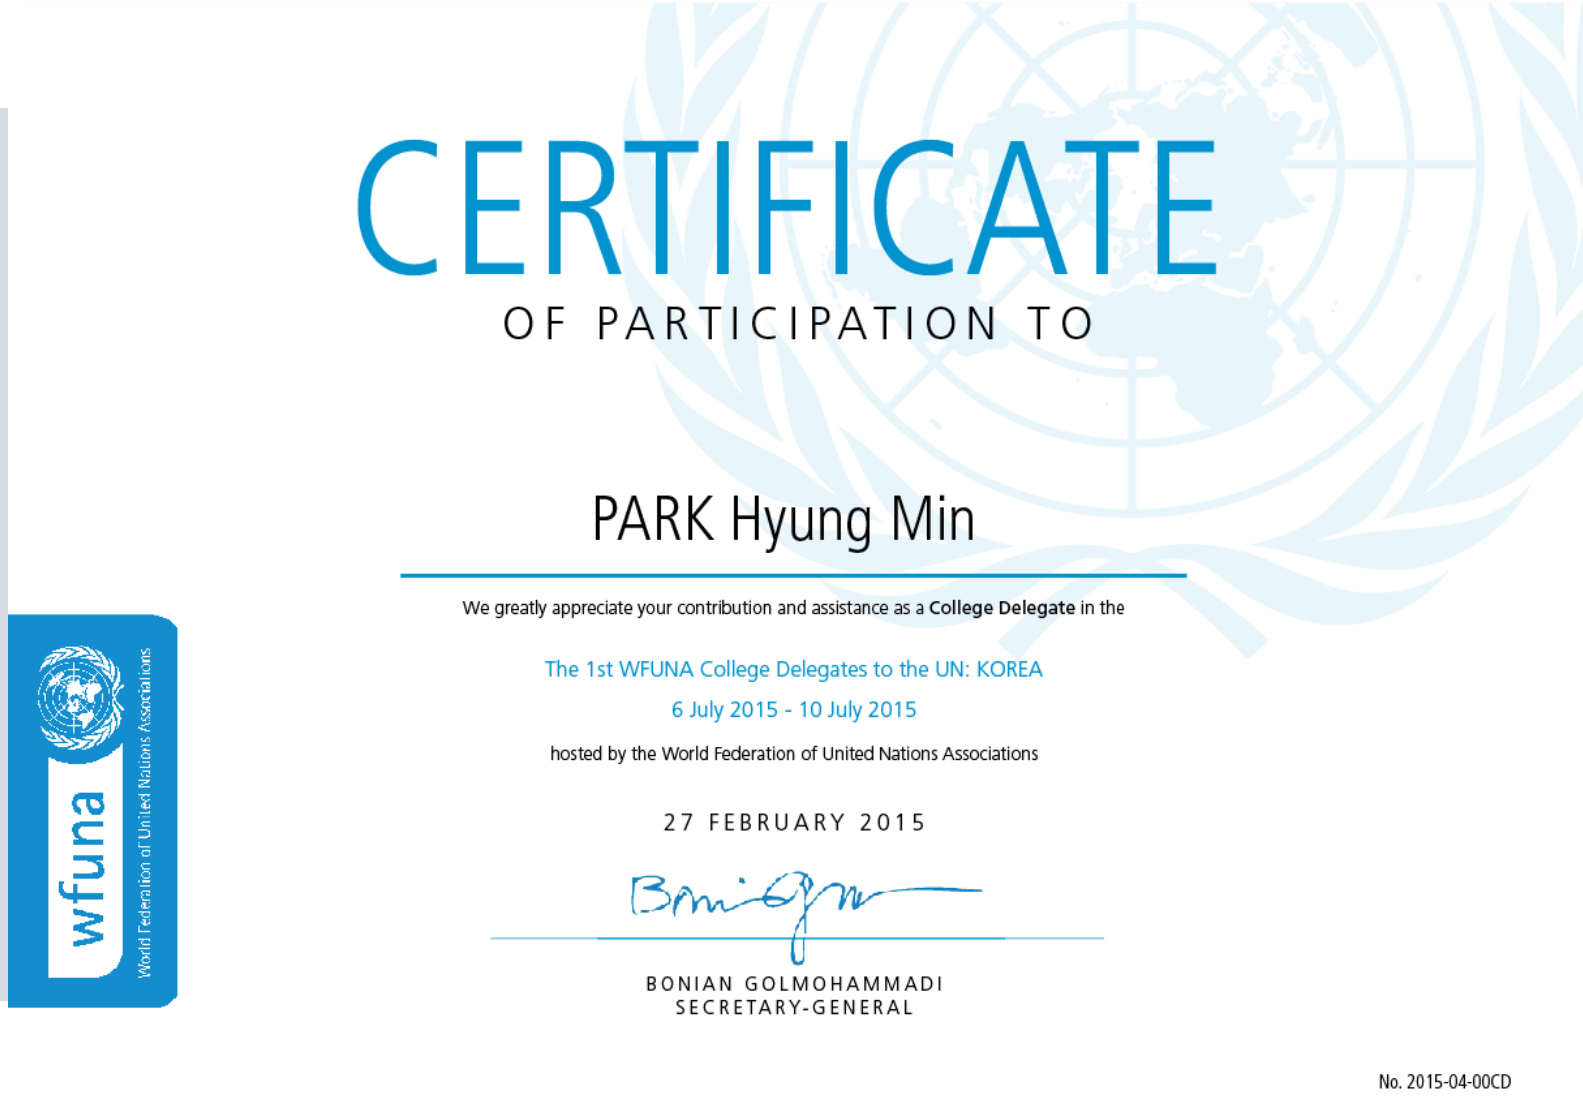 CERTIFICATE
OF PARTICIPATION TO
PARK Hyung Min
We greatly appreciate your contribution and assistance as a College Delegate in the
The 1st WFUNA College Delegates to the UN: KOREA
6 July 2015 - 10 July 2015
hosted by the World Federation of United Nations Associations
27 FEBRUARY 2015
BONIAN GOLMOHAMMADI
SECRETARY-GENERAL
No. 2015-04-00CD
wfuna
World Federation of United Nations Associations